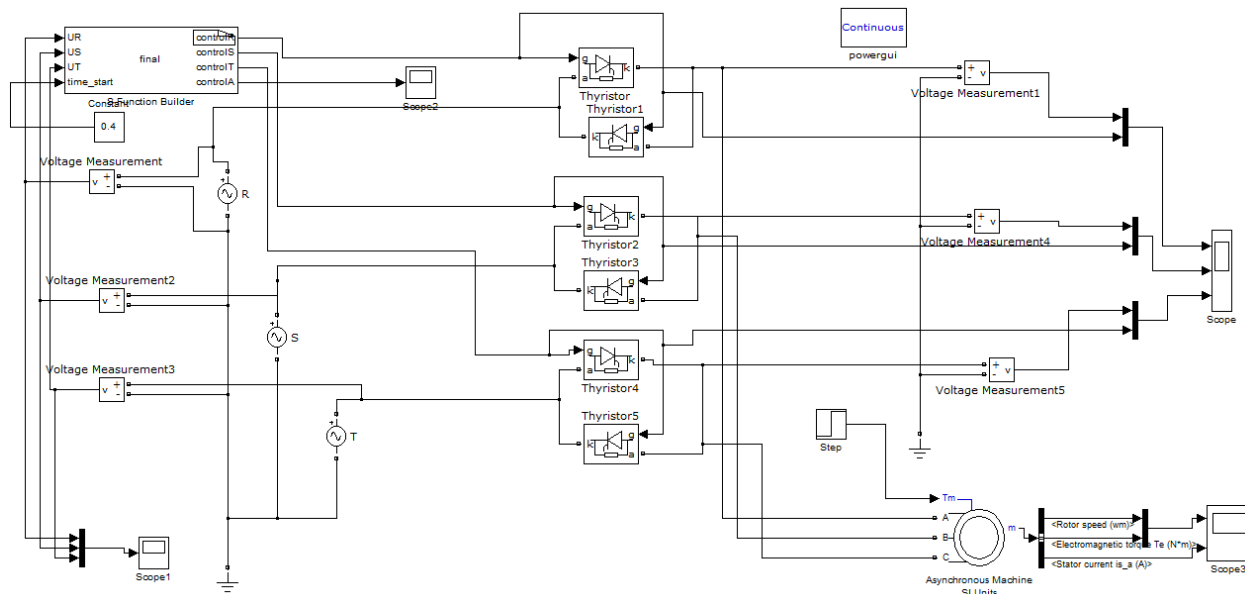 UR
US
UT
time_start
final
controlR
controlS
controlT
controlA
S-Function Builder
Constant
0.4
Scope2
Voltage Measurement
v
+
-
R
Voltage Measurement2
v
+
-
S
Voltage Measurement3
v
+
-
T
Scope1
g
a
k
Thyristor
Thyristor1
k
g
a
g
a
k
Thyristor2
Thyristor3
k
g
a
g
a
k
Thyristor4
Thyristor5
k
g
a
Continuous
powergui
+
-
v
Voltage Measurement1
+
-
v
Voltage Measurement4
+
-
v
Voltage Measurement5
Scope
Step
Tm
A
B
C
m
Asynchronous Machine
SI Units
<Rotor speed (wm)>
<Electromagnetic torque Te (N*m)>
<Stator current is_a (A)>
Scope3